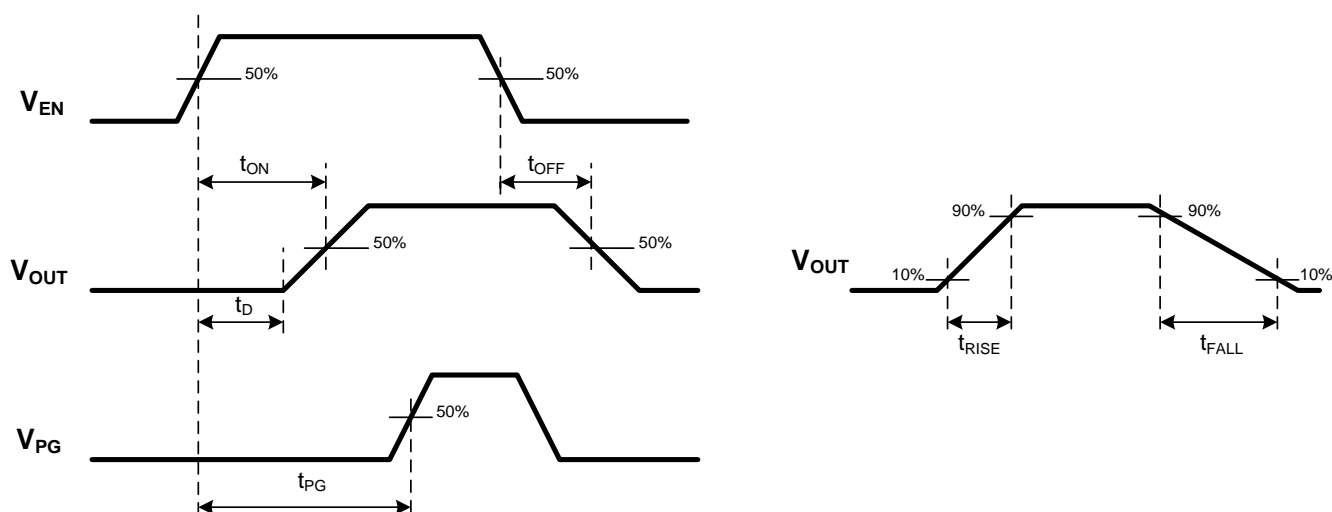 50%
50%
VEN
tON
tOFF
50%
50%
VOUT
tD
50%
VPG
tPG
90%
90%
VOUT
10%
10%
tRISE
tFALL